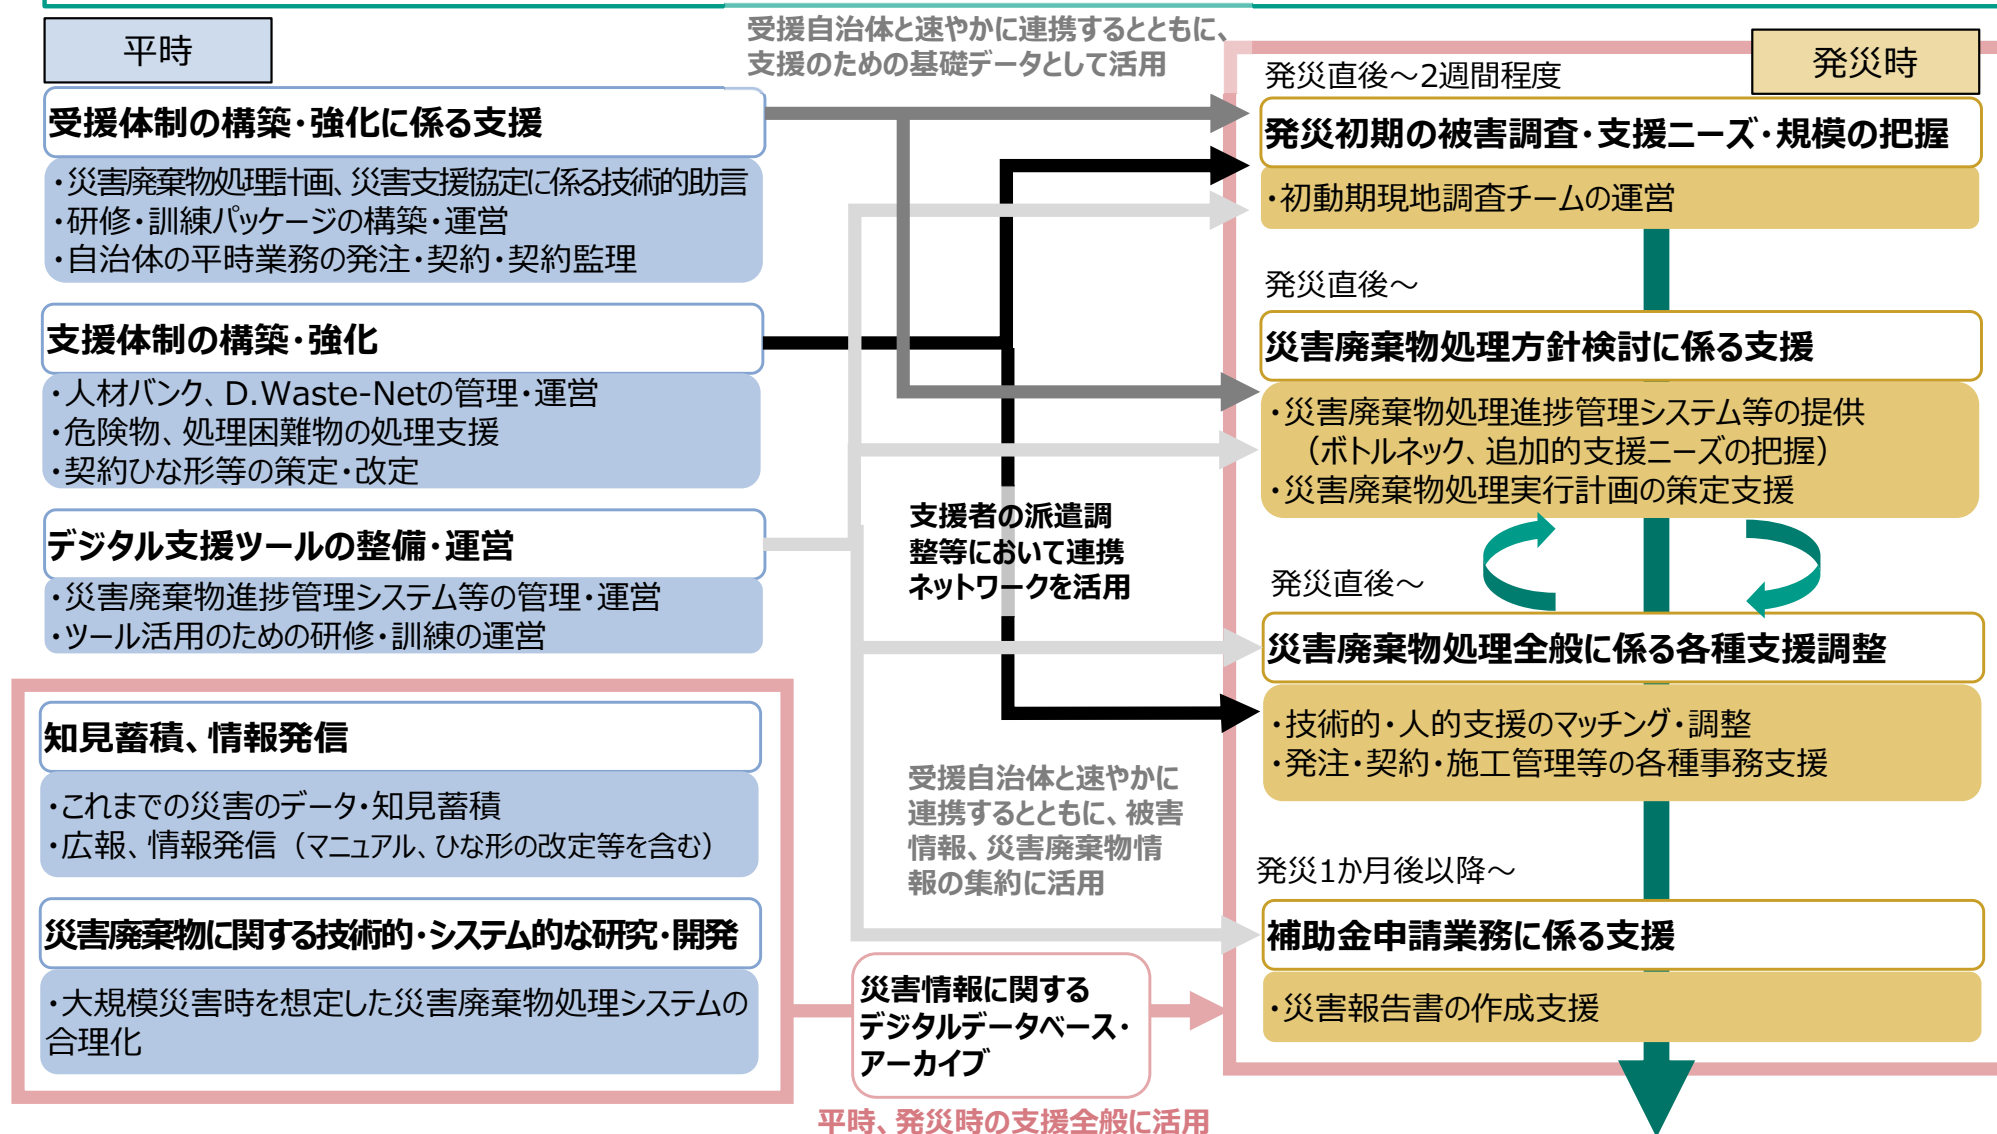 平時
受援体制の構築・強化に係る支援
・災害廃棄物処理計画、災害支援協定に係る技術的助言
・研修・訓練パッケージの構築・運営
・自治体の平時業務の発注・契約・契約監理
支援体制の構築・強化
・人材バンク、D.Waste-Netの管理・運営
・危険物、処理困難物の処理支援
・契約ひな形等の策定・改定
デジタル支援ツールの整備・運営
・災害廃棄物進捗管理システム等の管理・運営
・ツール活用のための研修・訓練の運営
知見蓄積、情報発信
・これまでの災害のデータ・知見蓄積
・広報、情報発信（マニュアル、ひな形の改定等を含む）
災害廃棄物に関する技術的・システム的な研究・開発
・大規模災害時を想定した災害廃棄物処理システムの
合理化
受援自治体と速やかに連携するとともに、
支援のための基礎データとして活用
支援者の派遣調
整等において連携
ネットワークを活用
受援自治体と速やかに
連携するとともに、被害
情報、災害廃棄物情
報の集約に活用
災害情報に関する
デジタルデータベース・
アーカイブ
平時、発災時の支援全般に活用
発災時
発災直後～2週間程度
発災初期の被害調査・支援ニーズ・規模の把握
・初動期現地調査チームの運営
発災直後～
災害廃棄物処理方針検討に係る支援
・災害廃棄物処理進捗管理システム等の提供
（ボトルネック、追加的支援ニーズの把握）
・災害廃棄物処理実行計画の策定支援
発災直後～
災害廃棄物処理全般に係る各種支援調整
・技術的・人的支援のマッチング・調整
・発注・契約・施工管理等の各種事務支援
発災1か月後以降～
補助金申請業務に係る支援
・災害報告書の作成支援